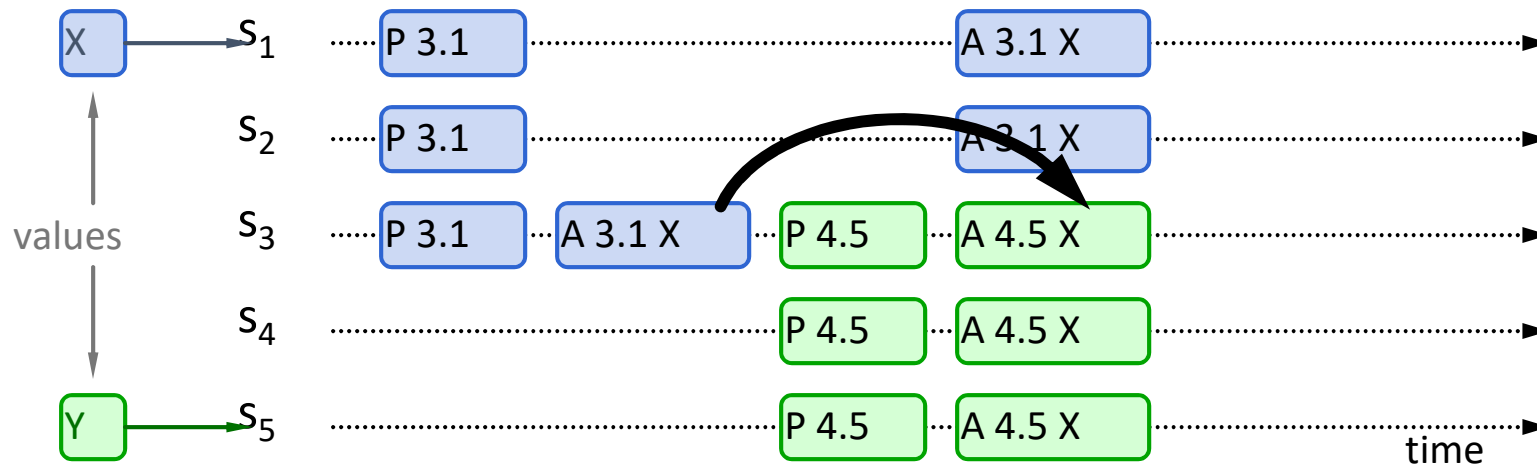 X S1 P 3.1 A 3.1 X
S2 P 3.1 A 3.1 X
values S3 P 3.1 A 3.1 X P 4.5 A 4.5 X
S4 P 4.5 A 4.5 X
Y S5 P 4.5 A 4.5 X
time